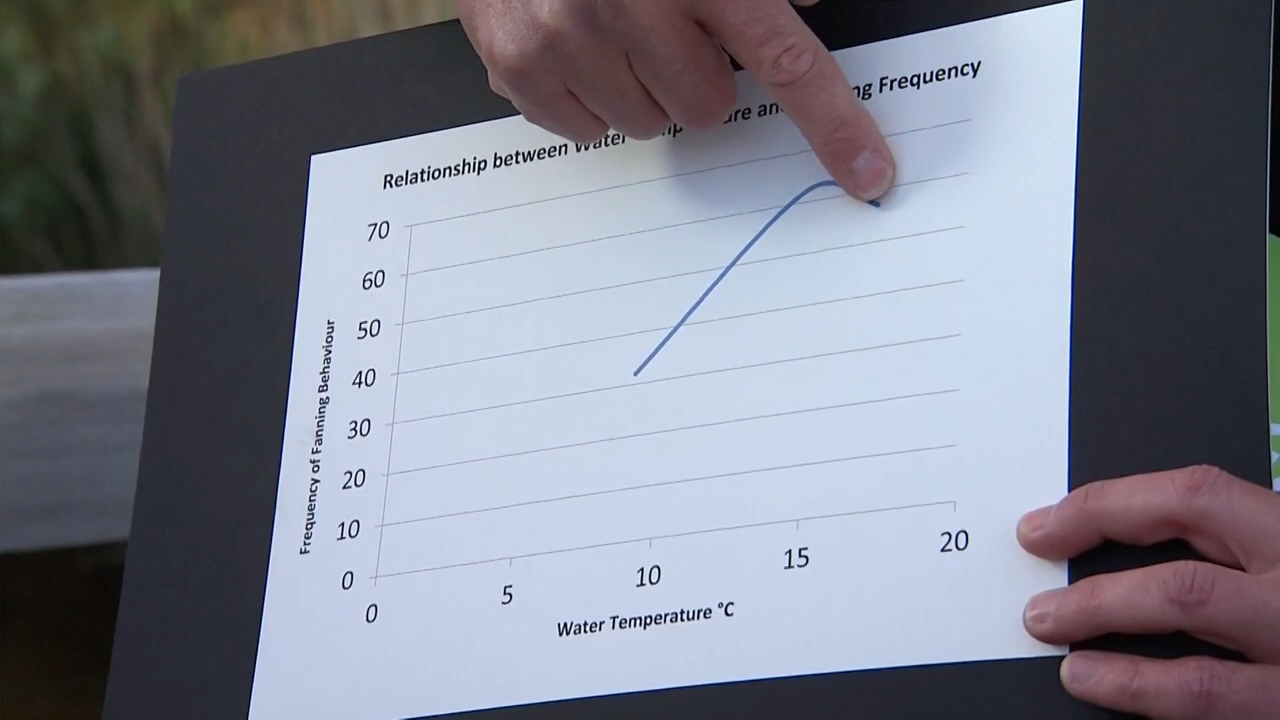 Relationship between Water and Frequency
70
60
50
40
30
20
10
0
0 5 10 15 20
Frequency of Fanning Behaviour
Water Temperature °C